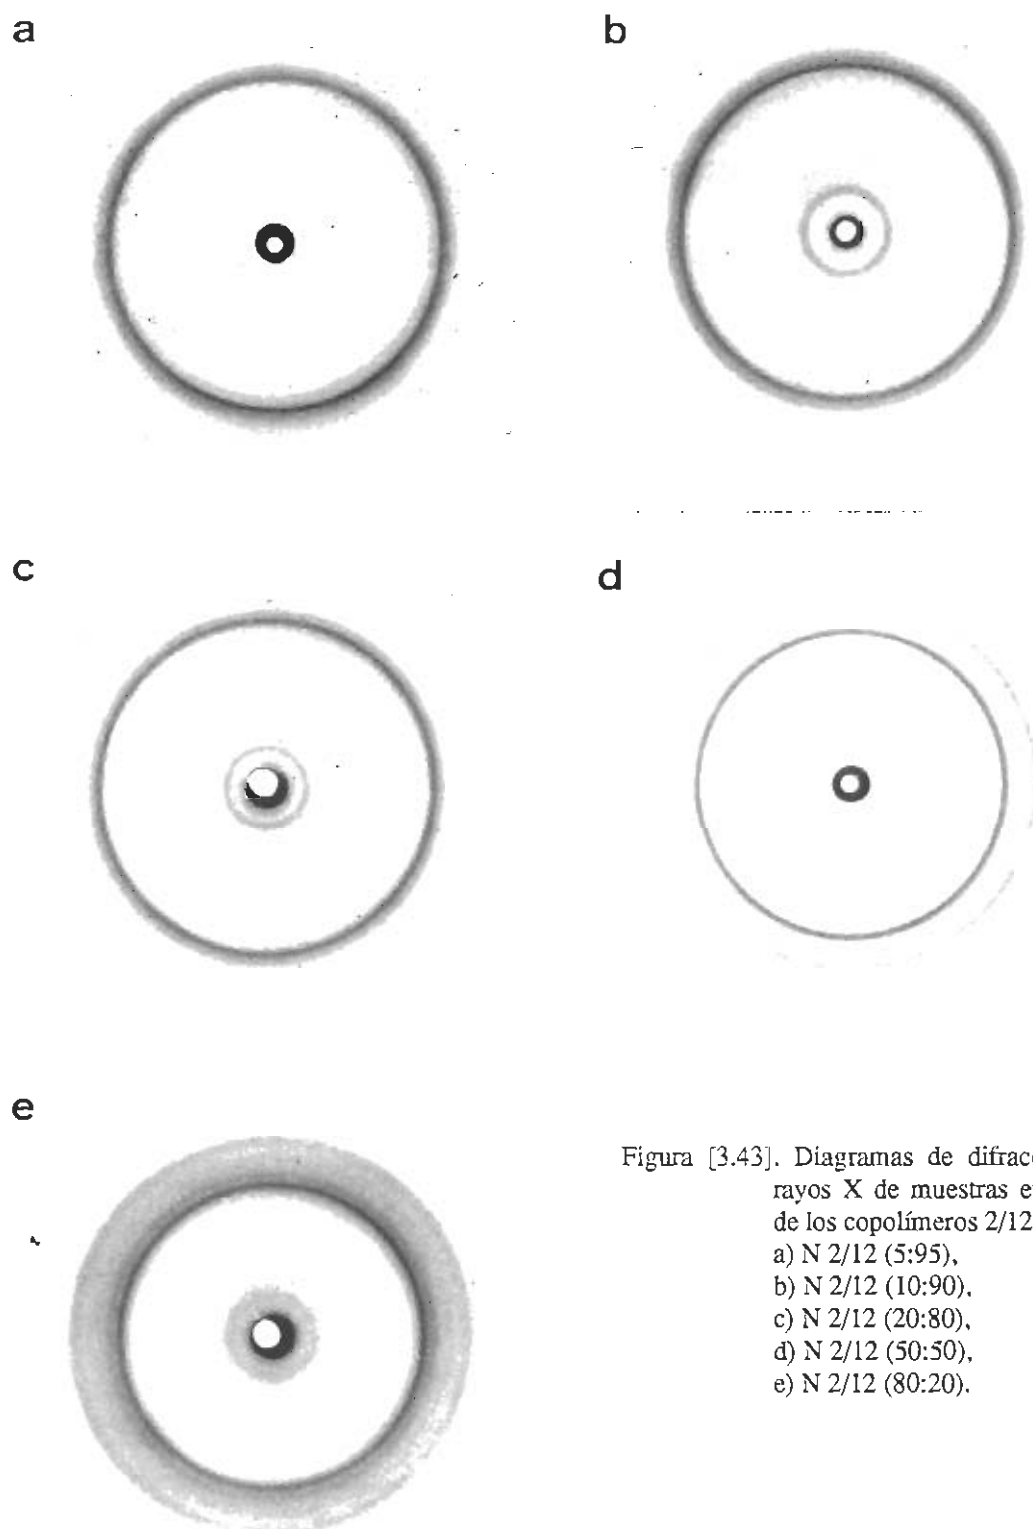 a
b
c
d
e
Figura [3.43]. Diagramas de
rayos X de muestras
de los copolímeros 2/12
a) N 2/12 (5:95),
b) N 2/12 (10:90),
c) N 2/12 (20:80),
d) N 2/12 (50:50),
e) N 2/12 (80:20).